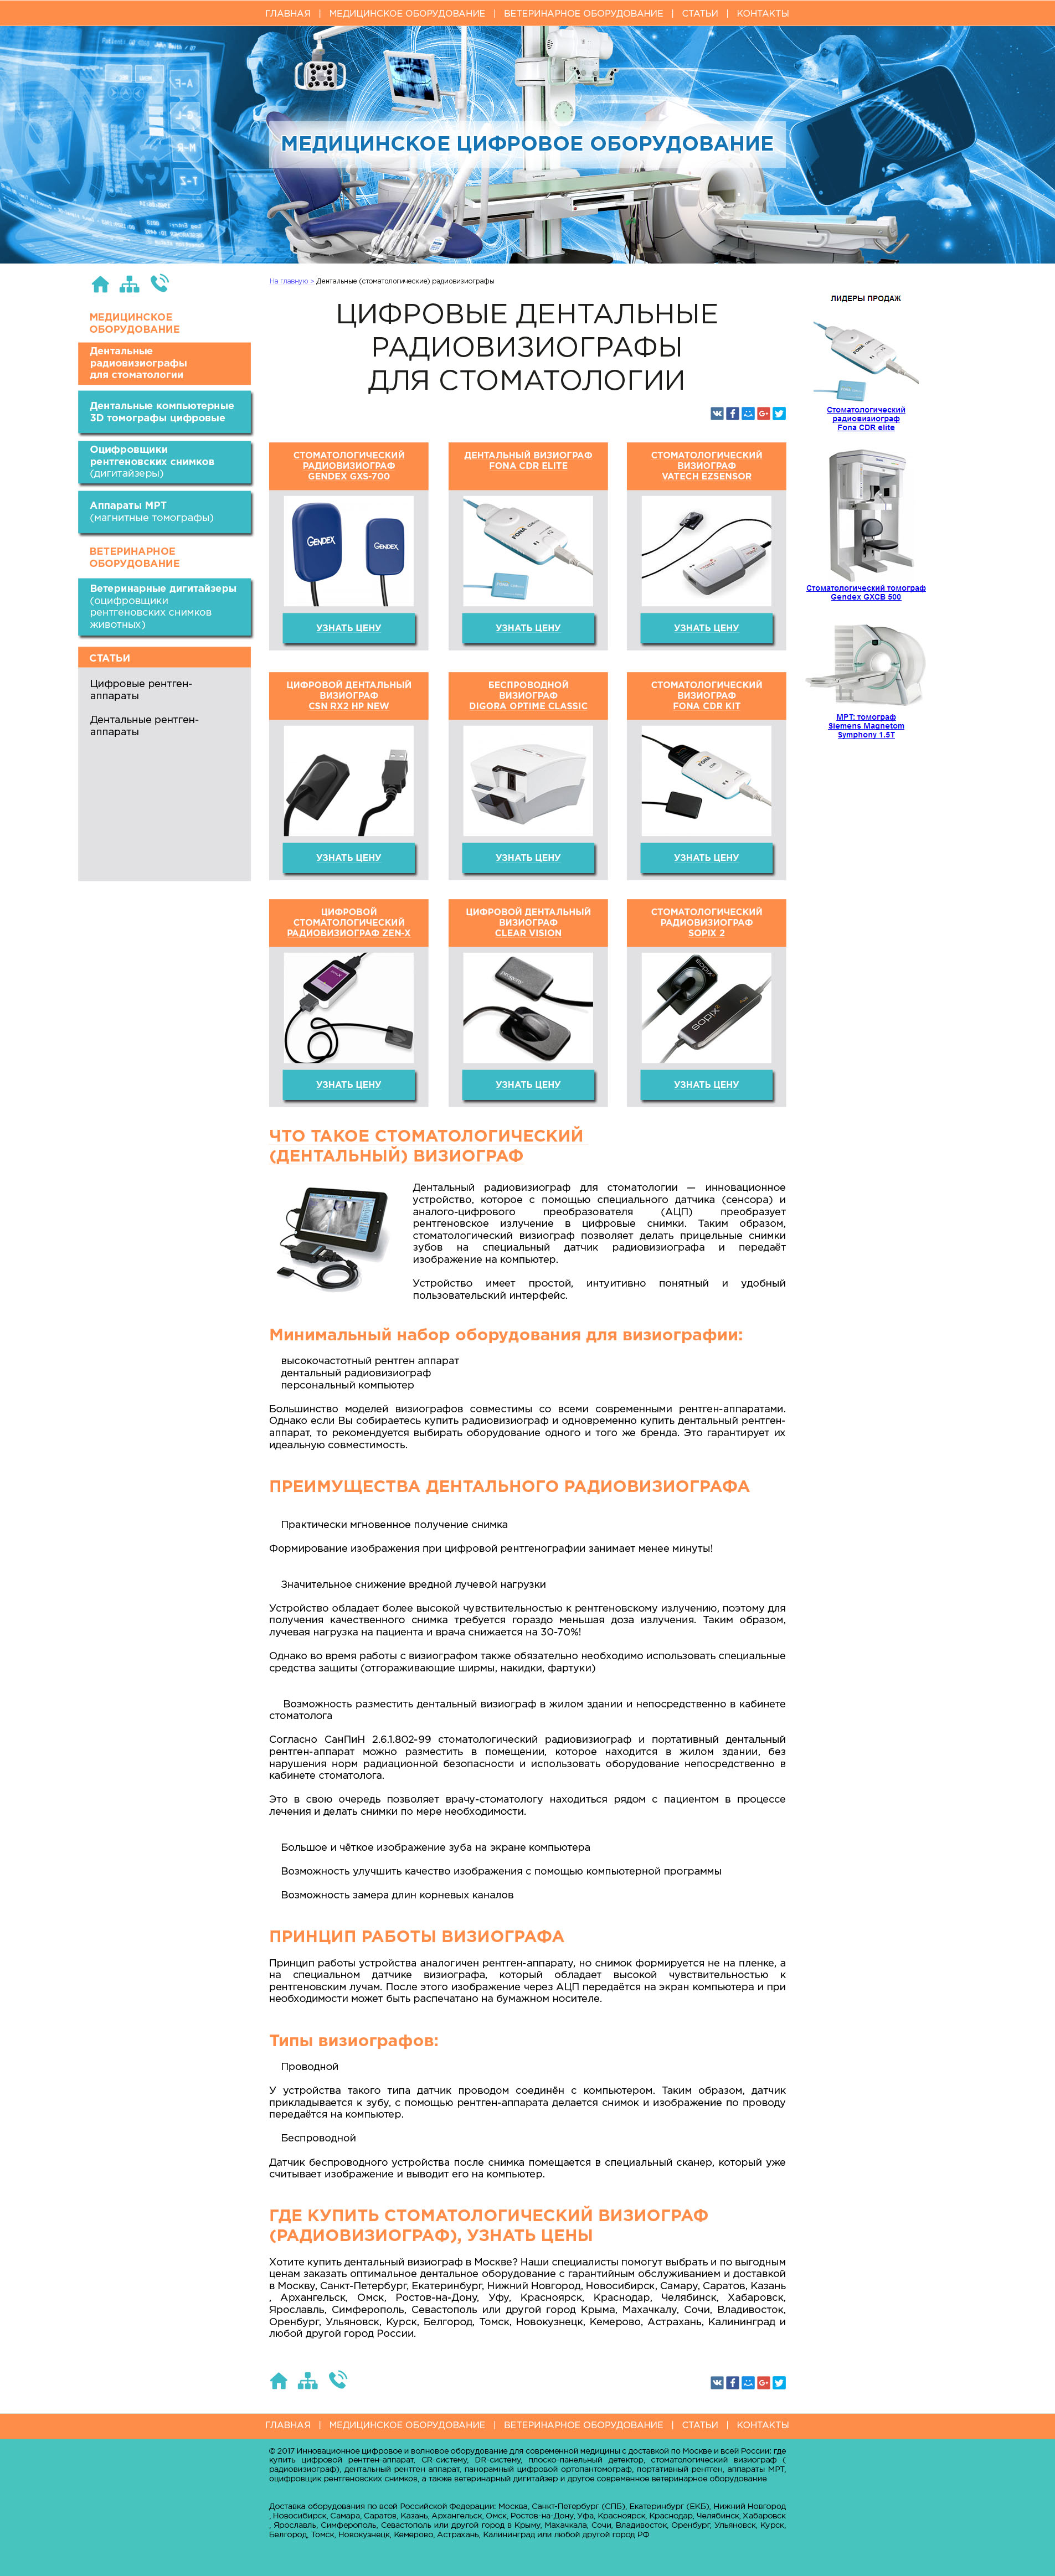 ГЛАВНАЯ | МЕДИЦИНСКОЕ ОБОРУДОВАНИЕ | ВЕТЕРИНАРНОЕ ОБОРУДОВАНИЕ | СТАТЬИ | КОНТАКТЫ
МЕДИЦИНСКОЕ ЦИФРОВОЕ ОБОРУДОВАНИЕ
МЕДИЦИНСКОЕ
ОБОРУДОВАНИЕ
Дентальные
радиовизиографы
для стоматологии
Дентальные компьютерные
3D томографы цифровые
Оцифровщики
рентгеновских снимков
(дигитайзеры)
Аппараты МРТ
(магнитные томографы)
ВЕТЕРИНАРНОЕ
ОБОРУДОВАНИЕ
Ветеринарные дигитайзеры
(оцифровщики
рентгеновских снимков
животных)
СТАТЬИ
Цифровые рентген-
аппараты
Дентальные рентген-
аппараты
На главную > Дентальные (стоматологические) радиовизиографы
ЦИФРОВЫЕ ДЕНТАЛЬНЫЕ
РАДИОВИЗИОГРАФЫ
ДЛЯ СТОМАТОЛОГИИ
СТОМАТОЛОГИЧЕСКИЙ
РАДИОВИЗИОГРАФ
GENDEX GXS-700
GENDEX
GENDEX
УЗНАТЬ ЦЕНУ
ДЕНТАЛЬНЫЙ ВИЗИОГРАФ
FONA CDR ELITE
FONA
УЗНАТЬ ЦЕНУ
СТОМАТОЛОГИЧЕСКИЙ
ВИЗИОГРАФ
VATECH EZSENSOR
УЗНАТЬ ЦЕНУ
ЦИФРОВОЙ ДЕНТАЛЬНЫЙ
ВИЗИОГРАФ
CSN RX2 HP NEW
УЗНАТЬ ЦЕНУ
БЕСПРОВОДНОЙ
ВИЗИОГРАФ
DIGORA OPTIME CLASSIC
УЗНАТЬ ЦЕНУ
СТОМАТОЛОГИЧЕСКИЙ
ВИЗИОГРАФ
FONA CDR KIT
FONA
УЗНАТЬ ЦЕНУ
ЦИФРОВОЙ
СТОМАТОЛОГИЧЕСКИЙ
РАДИОВИЗИОГРАФ ZEN-X
УЗНАТЬ ЦЕНУ
ЦИФРОВОЙ ДЕНТАЛЬНЫЙ
ВИЗИОГРАФ
CLEAR VISION
УЗНАТЬ ЦЕНУ
СТОМАТОЛОГИЧЕСКИЙ
РАДИОВИЗИОГРАФ
SOPIX 2
sopix
sopix²
УЗНАТЬ ЦЕНУ
ЛИДЕРЫ ПРОДАЖ
Стоматологический
радиовизиограф
Fona CDR elite
Стоматологический томограф
Gendex GXCB 500
МРТ: томограф
Siemens Magnetom
Symphony 1.5T
ЧТО ТАКОЕ СТОМАТОЛОГИЧЕСКИЙ
(ДЕНТАЛЬНЫЙ) ВИЗИОГРАФ
Дентальный радиовизиограф для стоматологии — инновационное
устройство, которое с помощью специального датчика (сенсора) и
аналого-цифрового преобразователя (АЦП) преобразует
рентгеновское излучение в цифровые снимки. Таким образом,
стоматологический визиограф позволяет делать прицельные снимки
зубов на специальный датчик радиовизиографа и передаёт
изображение на компьютер.
Устройство имеет простой, интуитивно понятный и удобный
пользовательский интерфейс.
Минимальный набор оборудования для визиографии:
высокочастотный рентген аппарат
дентальный радиовизиограф
персональный компьютер
Большинство моделей визиографов совместимы со всеми современными рентген-аппаратами.
Однако если Вы собираетесь купить радиовизиограф и одновременно купить дентальный рентген-
аппарат, то рекомендуется выбирать оборудование одного и того же бренда. Это гарантирует их
идеальную совместимость.
ПРЕИМУЩЕСТВА ДЕНТАЛЬНОГО РАДИОВИЗИОГРАФА
Практически мгновенное получение снимка
Формирование изображения при цифровой рентгенографии занимает менее минуты!
Значительное снижение вредной лучевой нагрузки
Устройство обладает более высокой чувствительностью к рентгеновскому излучению, поэтому для
получения качественного снимка требуется гораздо меньшая доза излучения. Таким образом,
лучевая нагрузка на пациента и врача снижается на 30-70%!
Однако во время работы с визиографом также обязательно необходимо использовать специальные
средства защиты (отгораживающие ширмы, накидки, фартуки)
Возможность разместить дентальный визиограф в жилом здании и непосредственно в кабинете
стоматолога
Согласно СанПиН 2.6.1.802-99 стоматологический радиовизиограф и портативный дентальный
рентген-аппарат можно разместить в помещении, которое находится в жилом здании, без
нарушения норм радиационной безопасности и использовать оборудование непосредственно в
кабинете стоматолога.
Это в свою очередь позволяет врачу-стоматологу находиться рядом с пациентом в процессе
лечения и делать снимки по мере необходимости.
Большое и чёткое изображение зуба на экране компьютера
Возможность улучшить качество изображения с помощью компьютерной программы
Возможность замера длин корневых каналов
ПРИНЦИП РАБОТЫ ВИЗИОГРАФА
Принцип работы устройства аналогичен рентген-аппарату, но снимок формируется не на пленке, а
на специальном датчике визиографа, который обладает высокой чувствительностью к
рентгеновским лучам. После этого изображение через АЦП передаётся на экран компьютера и при
необходимости может быть распечатано на бумажном носителе.
Типы визиографов:
Проводной
У устройства такого типа датчик проводом соединён с компьютером. Таким образом, датчик
прикладывается к зубу, с помощью рентген-аппарата делается снимок и изображение по проводу
передаётся на компьютер.
Беспроводной
Датчик беспроводного устройства после снимка помещается в специальный сканер, который уже
считывает изображение и выводит его на компьютер.
ГДЕ КУПИТЬ СТОМАТОЛОГИЧЕСКИЙ ВИЗИОГРАФ
(РАДИОВИЗИОГРАФ), УЗНАТЬ ЦЕНЫ
Хотите купить дентальный визиограф в Москве? Наши специалисты помогут выбрать и по выгодным
ценам заказать оптимальное дентальное оборудование с гарантийным обслуживанием и доставкой
в Москву, Санкт-Петербург, Екатеринбург, Нижний Новгород, Новосибирск, Самару, Саратов, Казань
, Архангельск, Омск, Ростов-на-Дону, Уфу, Красноярск, Краснодар, Челябинск, Хабаровск,
Ярославль, Симферополь, Севастополь или другой город Крыма, Махачкалу, Сочи, Владивосток,
Оренбург, Ульяновск, Курск, Белгород, Томск, Новокузнецк, Кемерово, Астрахань, Калининград и
любой другой город России.
ГЛАВНАЯ | МЕДИЦИНСКОЕ ОБОРУДОВАНИЕ | ВЕТЕРИНАРНОЕ ОБОРУДОВАНИЕ | СТАТЬИ | КОНТАКТЫ
© 2017 Инновационное цифровое и волновое оборудование для современной медицины с доставкой по Москве и всей России: где
купить цифровой рентген-аппарат, CR-систему, DR-систему, плоско-панельный детектор, стоматологический визиограф (
радиовизиограф), дентальный рентген аппарат, панорамный цифровой ортопантомограф, портативный рентген, аппараты МРТ,
оцифровщик рентгеновских снимков, а также ветеринарный дигитайзер и другое современное ветеринарное оборудование
Доставка оборудования по всей Российской Федерации: Москва, Санкт-Петербург (СПБ), Екатеринбург (ЕКБ), Нижний Новгород
, Новосибирск, Самара, Саратов, Казань, Архангельск, Омск, Ростов-на-Дону, Уфа, Красноярск, Краснодар, Челябинск, Хабаровск
, Ярославль, Симферополь, Севастополь или другой город в Крыму, Махачкала, Сочи, Владивосток, Оренбург, Ульяновск, Курск,
Белгород, Томск, Новокузнецк, Кемерово, Астрахань, Калининград или любой другой город РФ